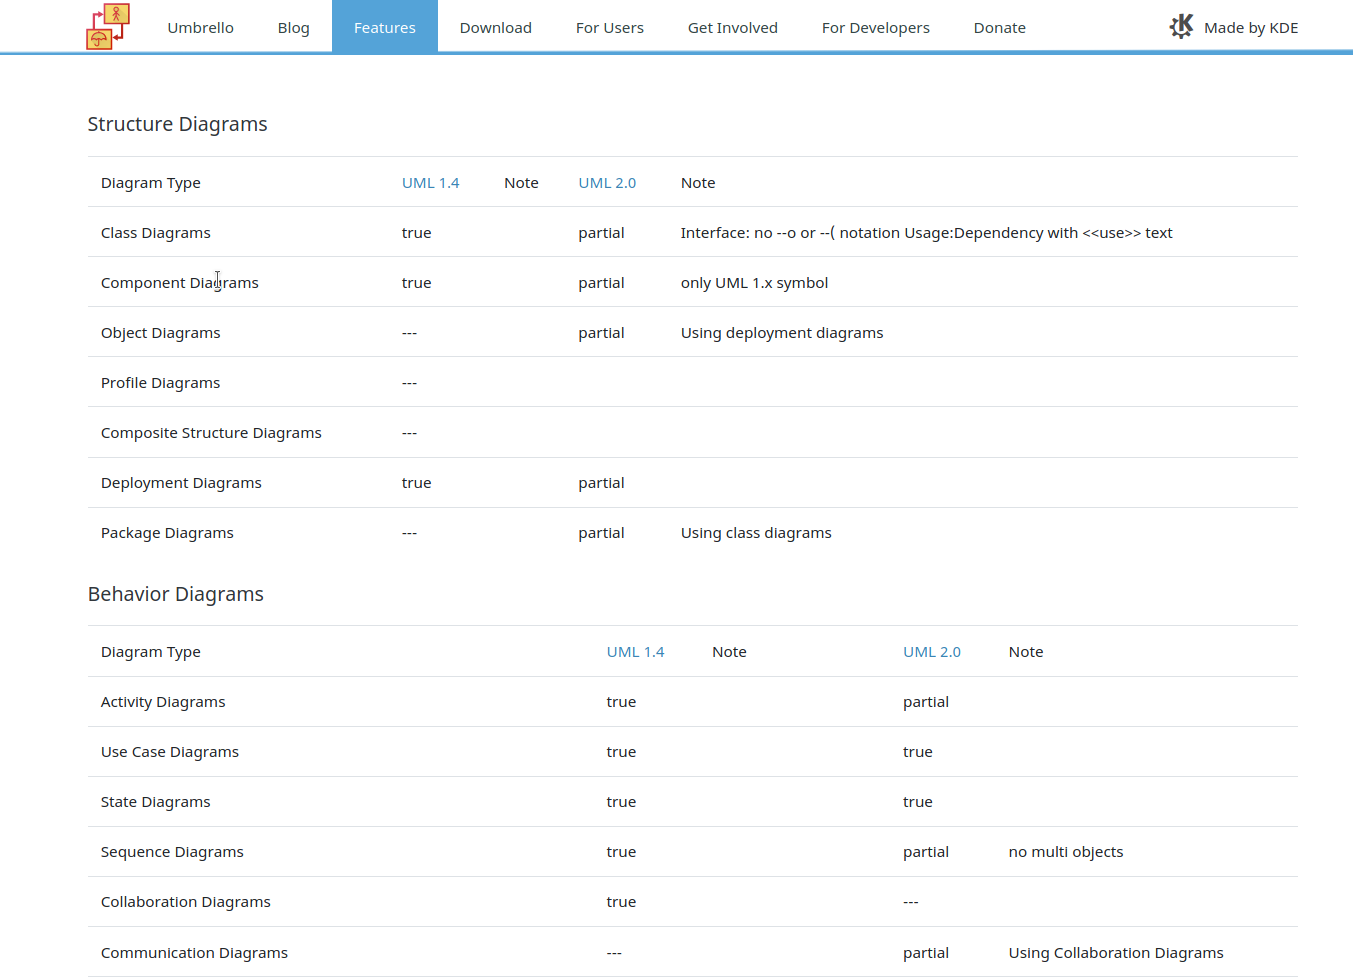 Umbrello Blog Features Download For Users Get Involved For Developers Donate Made by KDE
Structure Diagrams
Diagram Type UML 1.4 Note UML 2.0 Note
Class Diagrams true partial Interface: no --o or --( notation Usage:Dependency with <<use>> text
Component Diagrams true partial only UML 1.x symbol
Object Diagrams --- partial Using deployment diagrams
Profile Diagrams ---
Composite Structure Diagrams ---
Deployment Diagrams true partial
Package Diagrams --- partial Using class diagrams
Behavior Diagrams
Diagram Type UML 1.4 Note UML 2.0 Note
Activity Diagrams true partial
Use Case Diagrams true true
State Diagrams true true
Sequence Diagrams true partial no multi objects
Collaboration Diagrams true ---
Communication Diagrams --- partial Using Collaboration Diagrams